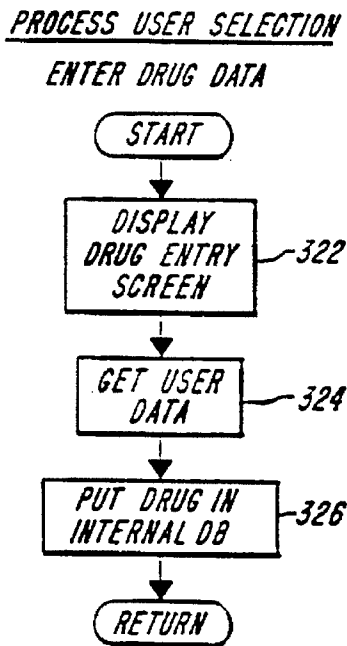 PROCESS USER SELECTION
ENTER DRUG DATA
START
DISPLAY
DRUG ENTRY
SCREEN
322
GET USER
DATA
324
PUT DRUG IN
INTERNAL DB
326
RETURN